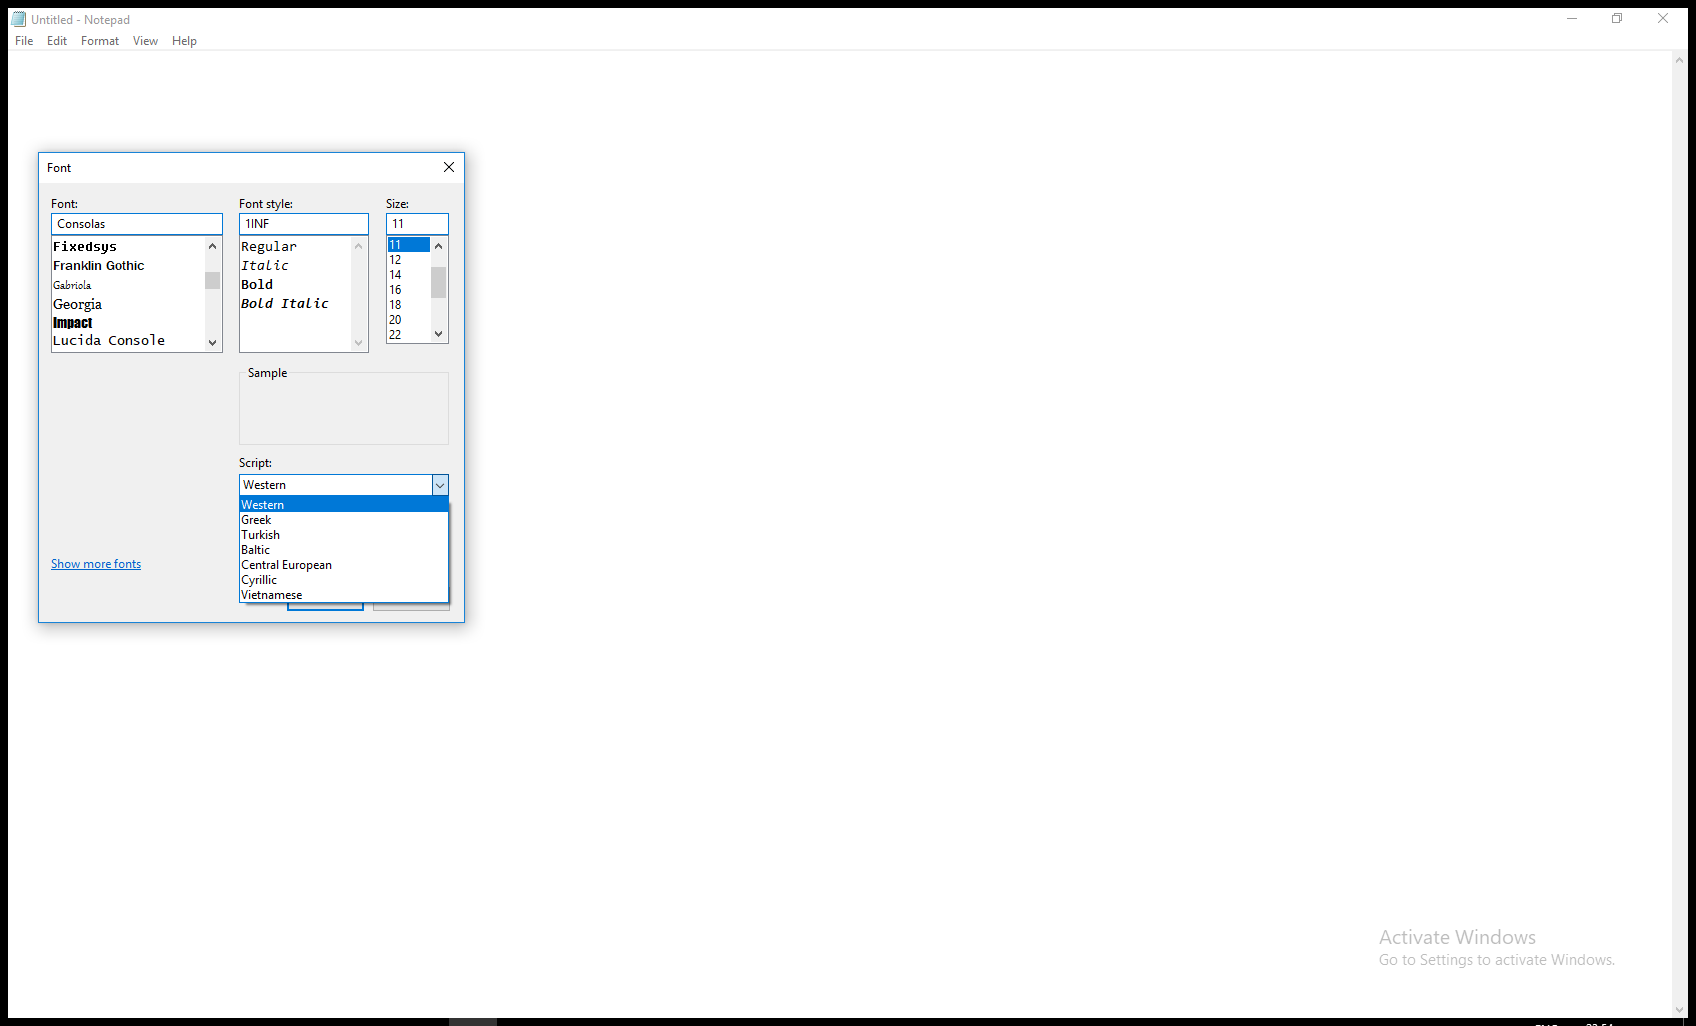 Untitled - Notepad
File Edit Format View Help
Font
Font: Font style: Size:
Consolas 1INF 11
Fixedsys
Franklin Gothic
Gabriola
Georgia
Impact
Lucida Console
Regular
Italic
Bold
Bold Italic
11
12
14
16
18
20
22
Sample
Script:
Western
Western
Greek
Turkish
Baltic
Central European
Cyrillic
Vietnamese
Show more fonts
Activate Windows
Go to Settings to activate Windows.